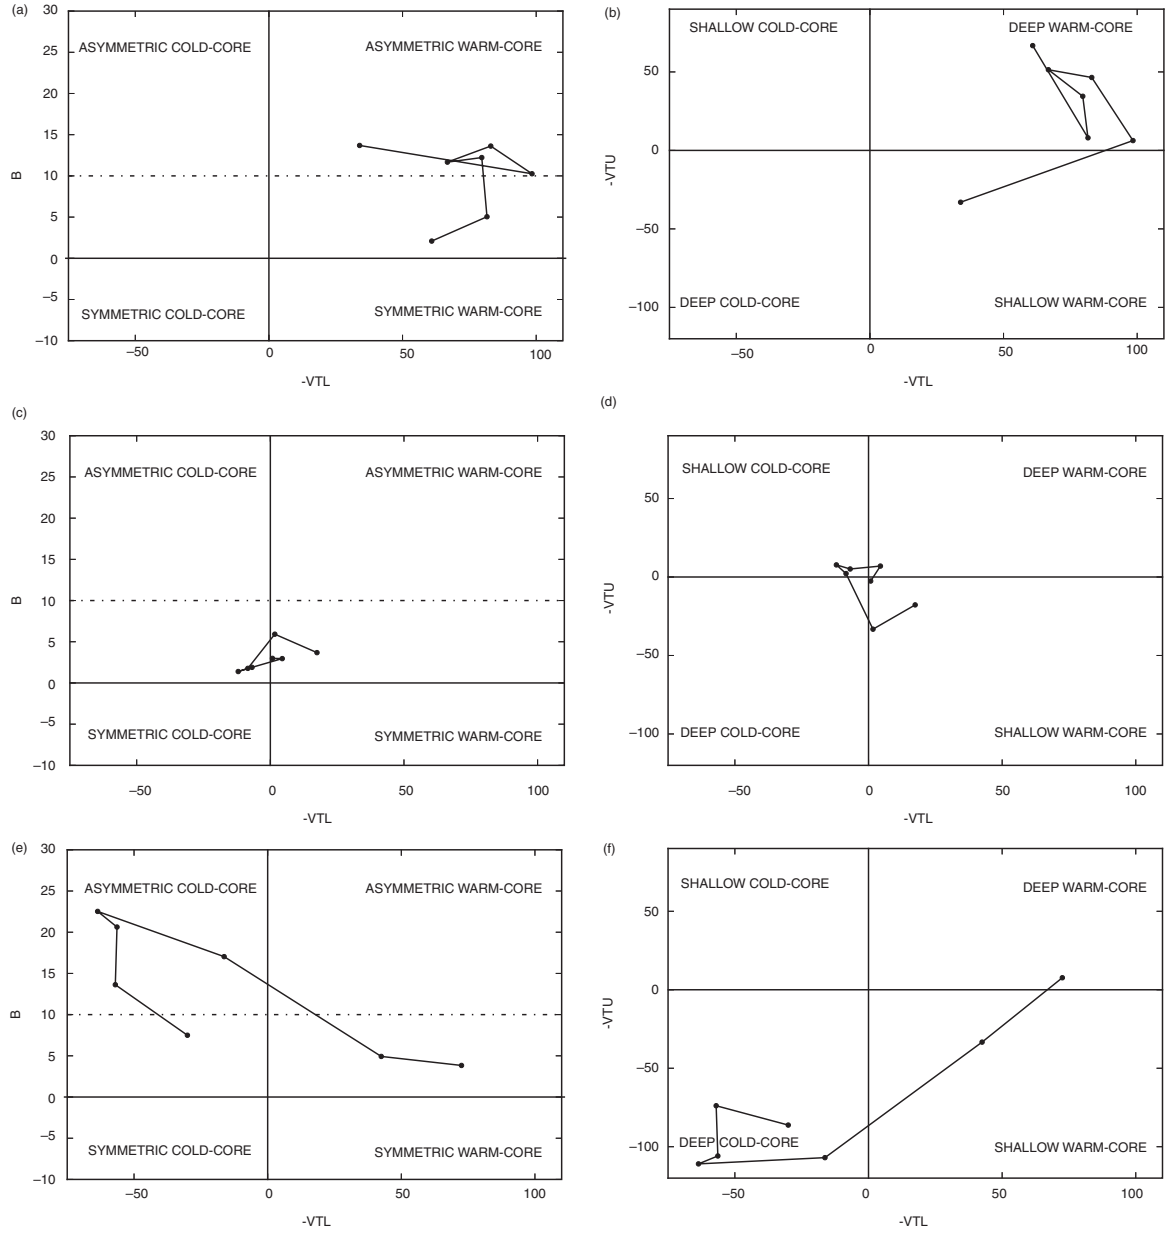 (a)
30
25
20
15
10
5
0
–5
–10
B
ASYMMETRIC COLD-CORE
ASYMMETRIC WARM-CORE
SYMMETRIC COLD-CORE
SYMMETRIC WARM-CORE
–50
0
50
100
-VTL
(b)
50
0
–50
–100
-VTU
SHALLOW COLD-CORE
DEEP WARM-CORE
DEEP COLD-CORE
SHALLOW WARM-CORE
–50
0
50
100
-VTL
(c)
30
25
20
15
10
5
0
–5
–10
B
ASYMMETRIC COLD-CORE
ASYMMETRIC WARM-CORE
SYMMETRIC COLD-CORE
SYMMETRIC WARM-CORE
–50
0
50
100
-VTL
(d)
50
0
–50
–100
-VTU
SHALLOW COLD-CORE
DEEP WARM-CORE
DEEP COLD-CORE
SHALLOW WARM-CORE
–50
0
50
100
-VTL
(e)
30
25
20
15
10
5
0
–5
–10
B
ASYMMETRIC COLD-CORE
ASYMMETRIC WARM-CORE
SYMMETRIC COLD-CORE
SYMMETRIC WARM-CORE
–50
0
50
100
-VTL
(f)
50
0
–50
–100
-VTU
SHALLOW COLD-CORE
DEEP WARM-CORE
DEEP COLD-CORE
SHALLOW WARM-CORE
–50
0
50
100
-VTL